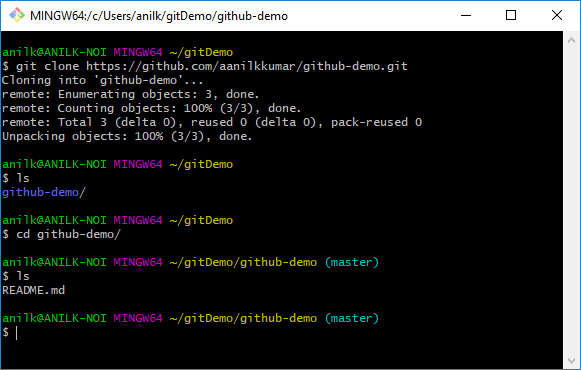 MINGW64:/c/Users/anilk/gitDemo/github-demo
anilk@ANILK-NOI MINGW64 ~/gitDemo
$ git clone https://github.com/aanilkkumar/github-demo.git
Cloning into 'github-demo'...
remote: Enumerating objects: 3, done.
remote: Counting objects: 100% (3/3), done.
remote: Total 3 (delta 0), reused 0 (delta 0), pack-reused 0
Unpacking objects: 100% (3/3), done.
anilk@ANILK-NOI MINGW64 ~/gitDemo
$ ls
github-demo/
anilk@ANILK-NOI MINGW64 ~/gitDemo
$ cd github-demo/
anilk@ANILK-NOI MINGW64 ~/gitDemo/github-demo (master)
$ ls
README.md
anilk@ANILK-NOI MINGW64 ~/gitDemo/github-demo (master)
$